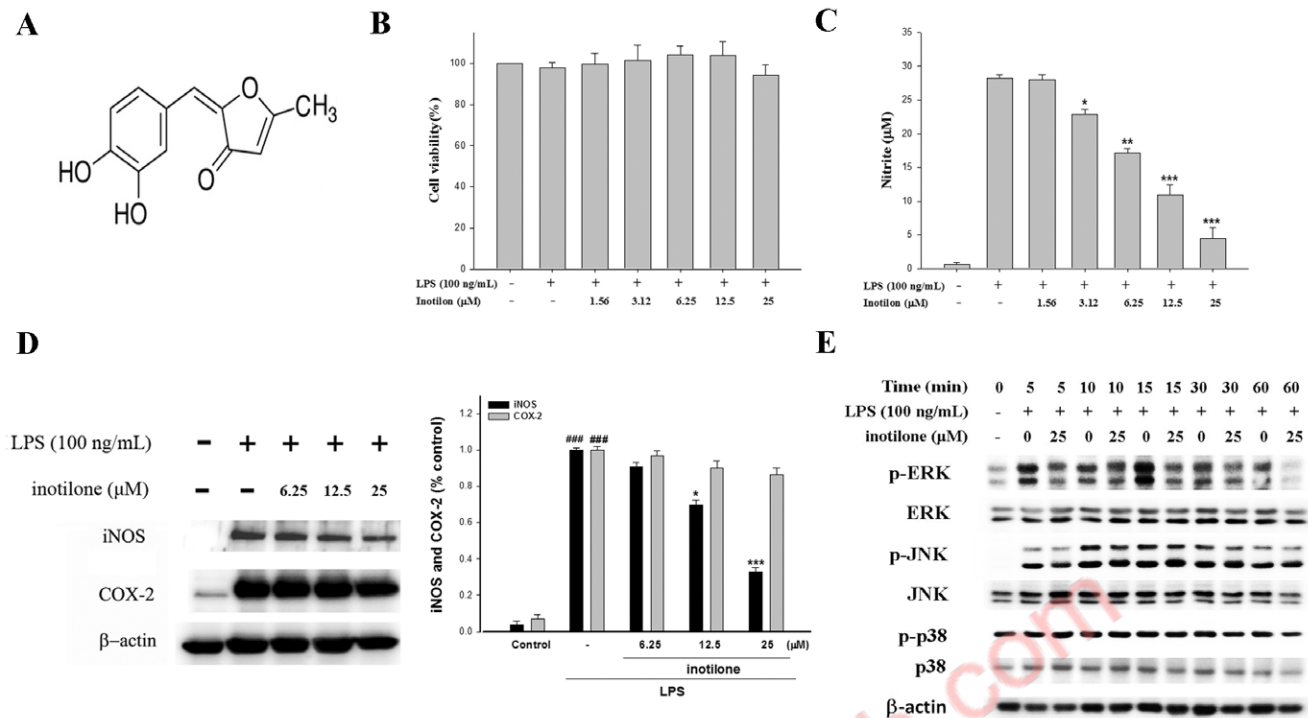 A
O
CH3
O
HO
HO
B
Cell viability (%)
100
80
60
40
20
0
LPS (100 ng/mL) - + + + + + +
Inotilon (μM) - - 1.56 3.12 6.25 12.5 25
C
Nitrite (μM)
35
30
25
20
15
10
5
0
* ** *** ***
LPS (100 ng/mL) - + + + + + +
Inotilon (μM) - - 1.56 3.12 6.25 12.5 25
D
LPS (100 ng/mL) - + + + +
inotilone (μM) - - 6.25 12.5 25
iNOS
COX-2
β-actin
iNOS and COX-2 (% control)
iNOS
COX-2
1.2
1.0
0.8
0.6
0.4
0.2
0.0
### ###
*
***
Control - 6.25 12.5 25 (μM)
inotilone
LPS
E
Time (min) 0 5 5 10 10 15 15 30 30 60 60
LPS (100 ng/mL) - + + + + + + + + + +
inotilone (μM) - 0 25 0 25 0 25 0 25 0 25
p-ERK
ERK
p-JNK
JNK
p-p38
p38
β-actin
com